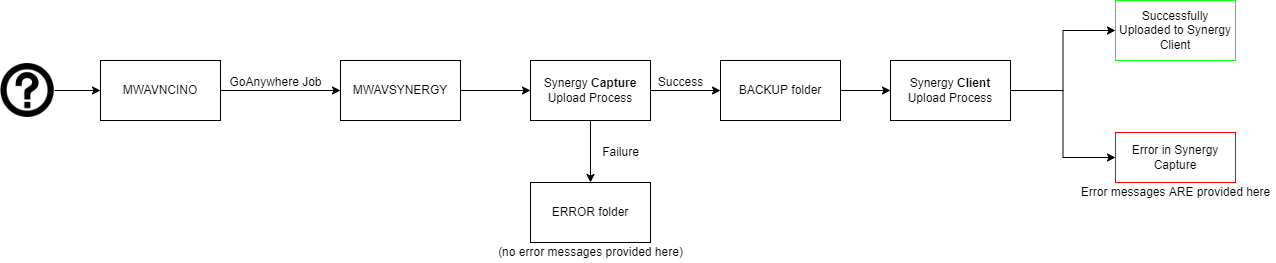 ?
MWAVNCINO
GoAnywhere Job
MWAVSYNERGY
Synergy Capture
Upload Process
Success
BACKUP folder
Synergy Client
Upload Process
Successfully
Uploaded to Synergy
Client
Error in Synergy
Capture
Error messages ARE provided here
Failure
ERROR folder
(no error messages provided here)